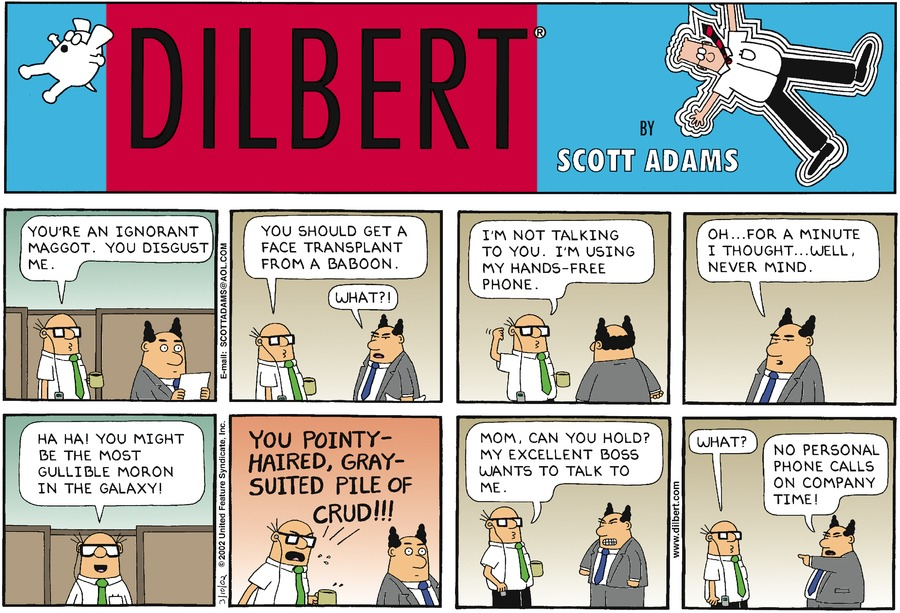 DILBERT®
BY
SCOTT ADAMS
YOU'RE AN IGNORANT
MAGGOT. YOU DISGUST
ME.
E-mail: SCOTTADAMS@AOL.COM
YOU SHOULD GET A
FACE TRANSPLANT
FROM A BABOON.
WHAT?!
I'M NOT TALKING
TO YOU. I'M USING
MY HANDS-FREE
PHONE.
OH...FOR A MINUTE
I THOUGHT...WELL,
NEVER MIND.
HA HA! YOU MIGHT
BE THE MOST
GULLIBLE MORON
IN THE GALAXY!
© 2002 United Feature Syndicate, Inc.
YOU POINTY-
HAIRED, GRAY-
SUITED PILE OF
CRUD!!!
MOM, CAN YOU HOLD?
MY EXCELLENT BOSS
WANTS TO TALK TO
ME.
www.dilbert.com
WHAT?
NO PERSONAL
PHONE CALLS
ON COMPANY
TIME!